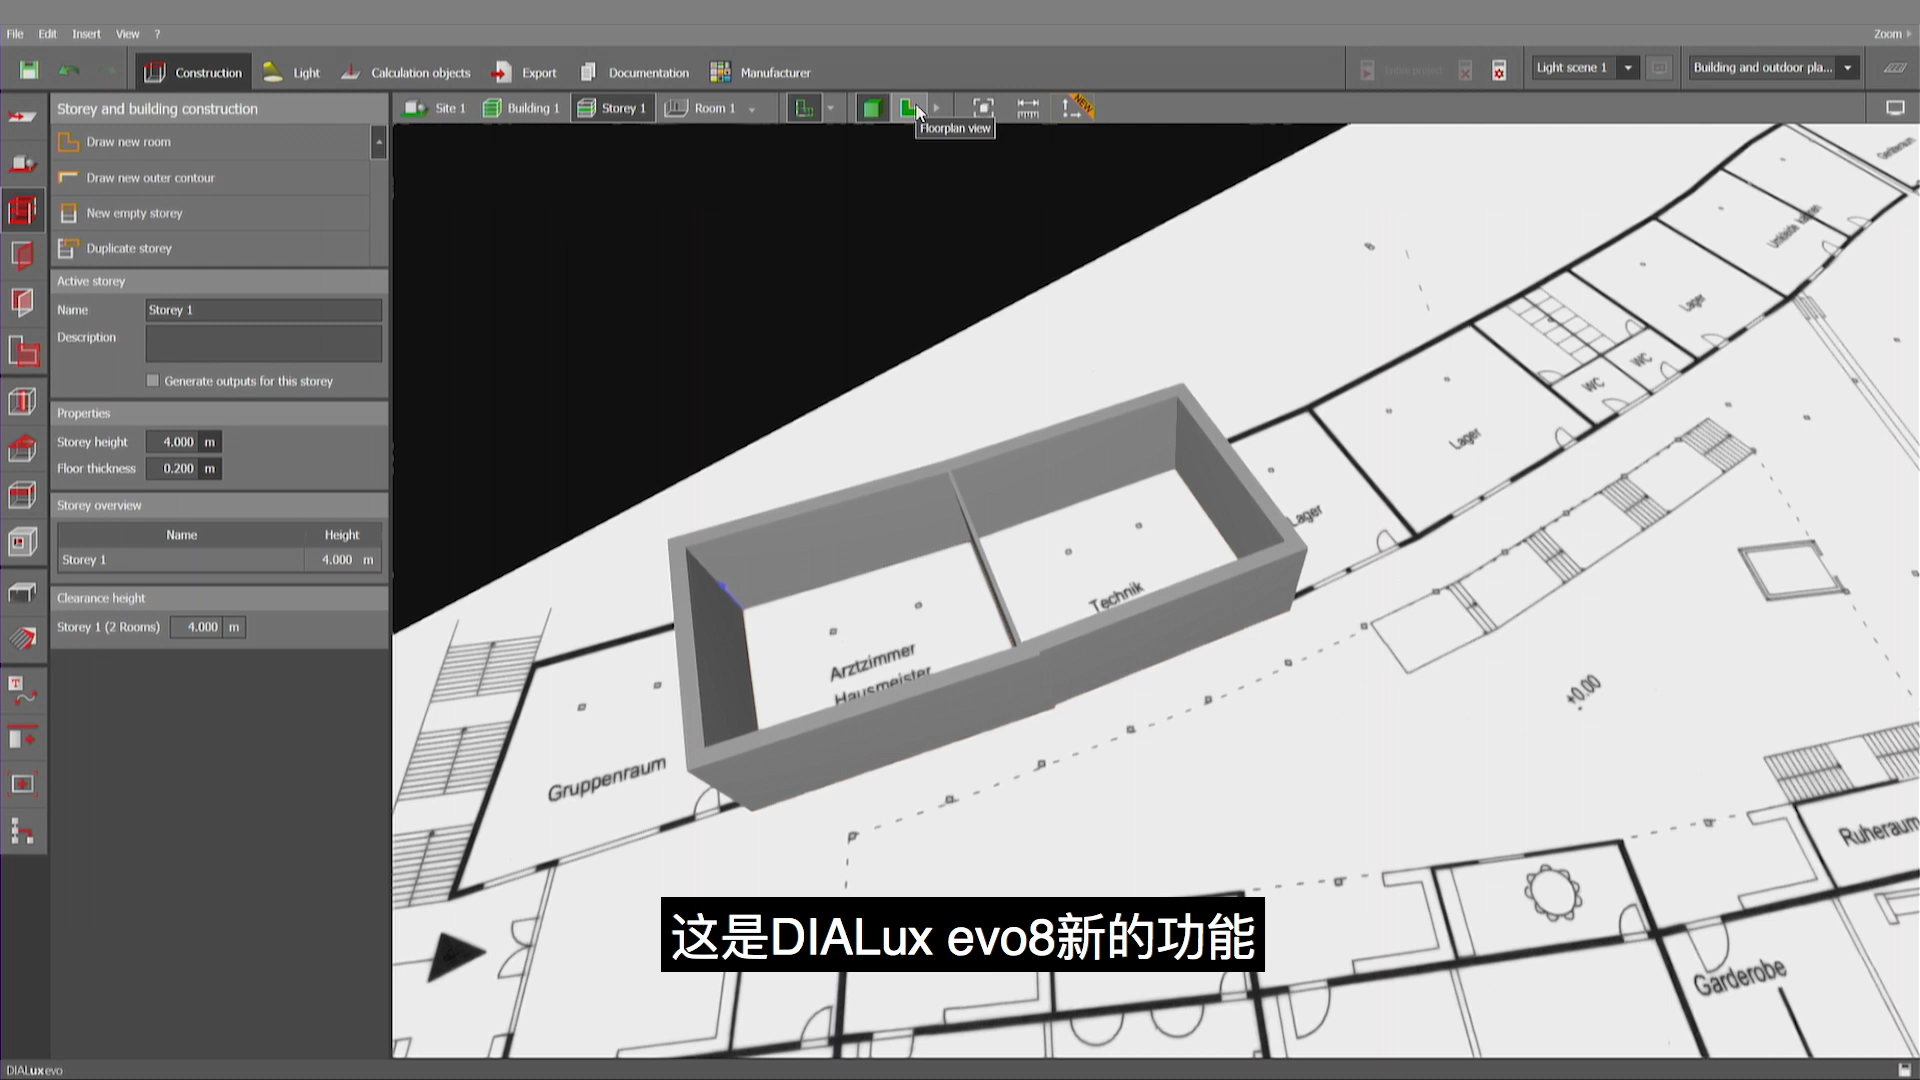 File Edit Insert View ?
Zoom
Construction Light Calculation objects Export Documentation Manufacturer
Light scene 1
Building and outdoor pla...
Storey and building construction
Site 1 Building 1 Storey 1 Room 1
NEW
Floorplan view
Draw new room
Draw new outer contour
New empty storey
Duplicate storey
Active storey
Name Storey 1
Description
Generate outputs for this storey
Properties
Storey height 4.000 m
Floor thickness 0.200 m
Storey overview
Name Height
Storey 1 4.000 m
Clearance height
Storey 1 (2 Rooms) 4.000 m
Lager
WC
WC
Lager
Lager
Technik
Arztzimmer
Hausmeister
Gruppenraum
±0.00
Ruheraum
Garderobe
这是DIALux evo8新的功能
DIALux evo